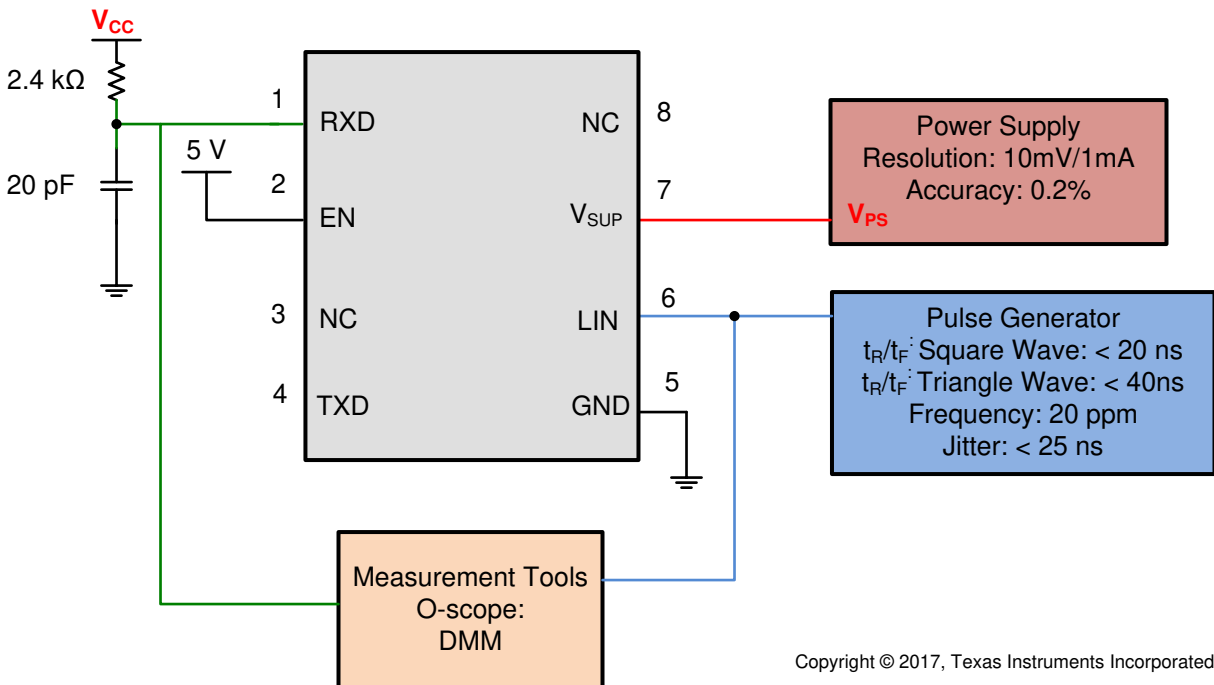 VCC
2.4 kΩ
20 pF
5 V
1
2
3
4
RXD
EN
NC
TXD
NC
VSUP
LIN
GND
8
7
6
5
Power Supply
Resolution: 10mV/1mA
Accuracy: 0.2%
VPS
Pulse Generator
tR/tF: Square Wave: < 20 ns
tR/tF: Triangle Wave: < 40ns
Frequency: 20 ppm
Jitter: < 25 ns
Measurement Tools
O-scope:
DMM
Copyright © 2017, Texas Instruments Incorporated